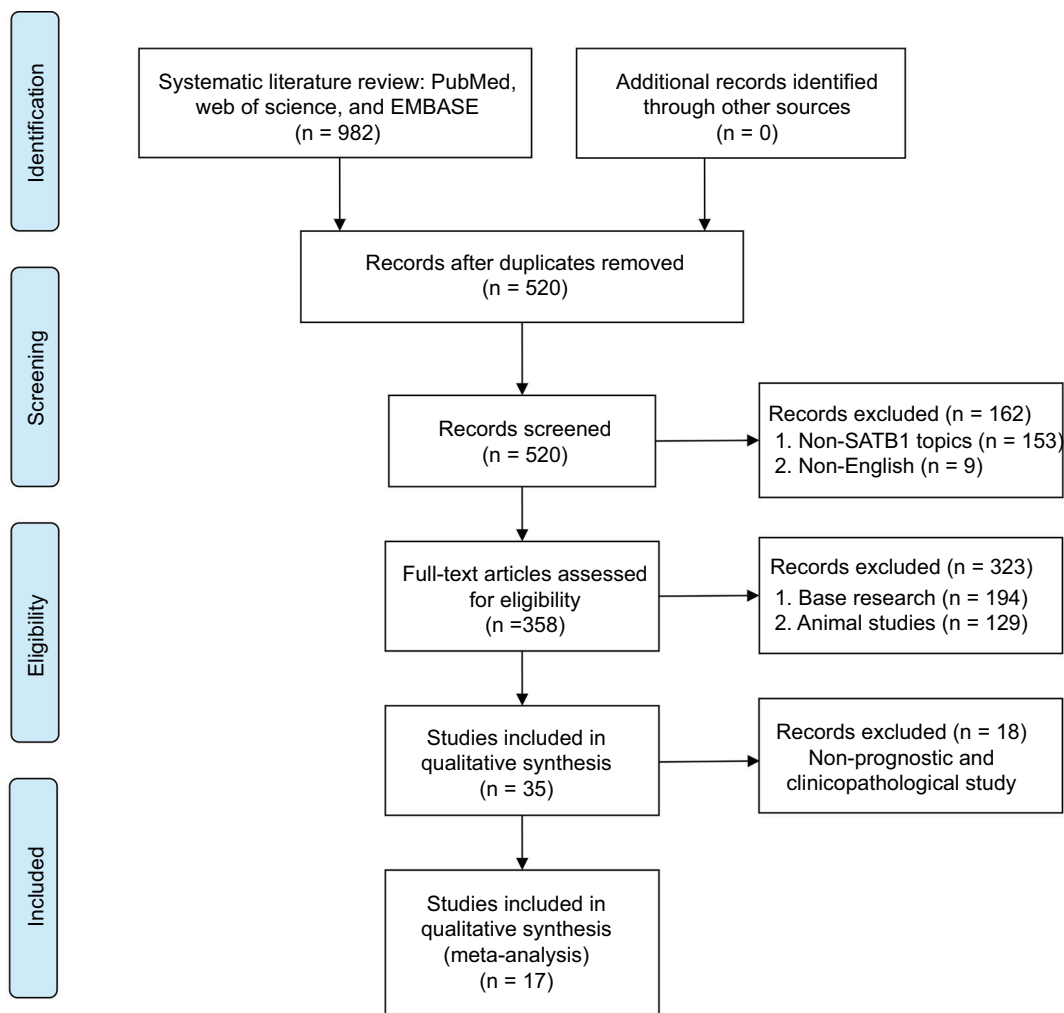 Identification
Systematic literature review: PubMed,
web of science, and EMBASE
(n = 982)
Additional records identified
through other sources
(n = 0)
Records after duplicates removed
(n = 520)
Screening
Records screened
(n = 520)
Records excluded (n = 162)
1. Non-SATB1 topics (n = 153)
2. Non-English (n = 9)
Eligibility
Full-text articles assessed
for eligibility
(n =358)
Records excluded (n = 323)
1. Base research (n = 194)
2. Animal studies (n = 129)
Studies included in
qualitative synthesis
(n = 35)
Records excluded (n = 18)
Non-prognostic and
clinicopathological study
Included
Studies included in
qualitative synthesis
(meta-analysis)
(n = 17)